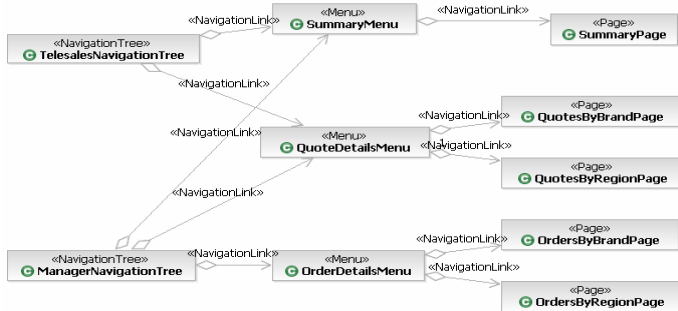 «NavigationLink»
«Menu»
SummaryMenu
«NavigationLink»
«Page»
SummaryPage
«NavigationTree»
TelesalesNavigationTree
«NavigationLink»
«NavigationLink»
«Menu»
QuoteDetailsMenu
«NavigationLink»
«Page»
QuotesByBrandPage
«NavigationLink»
«Page»
QuotesByRegionPage
«NavigationLink»
«NavigationTree»
ManagerNavigationTree
«NavigationLink»
«Menu»
OrderDetailsMenu
«NavigationLink»
«Page»
OrdersByBrandPage
«NavigationLink»
«Page»
OrdersByRegionPage